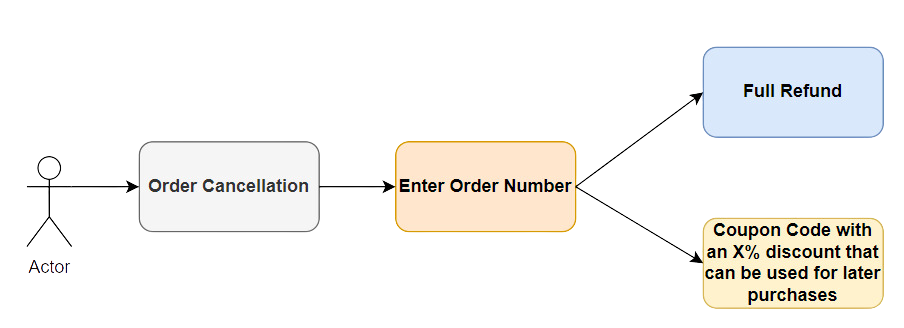 Full Refund
Order Cancellation
Enter Order Number
Coupon Code with
an X% discount that
can be used for later
purchases
Actor